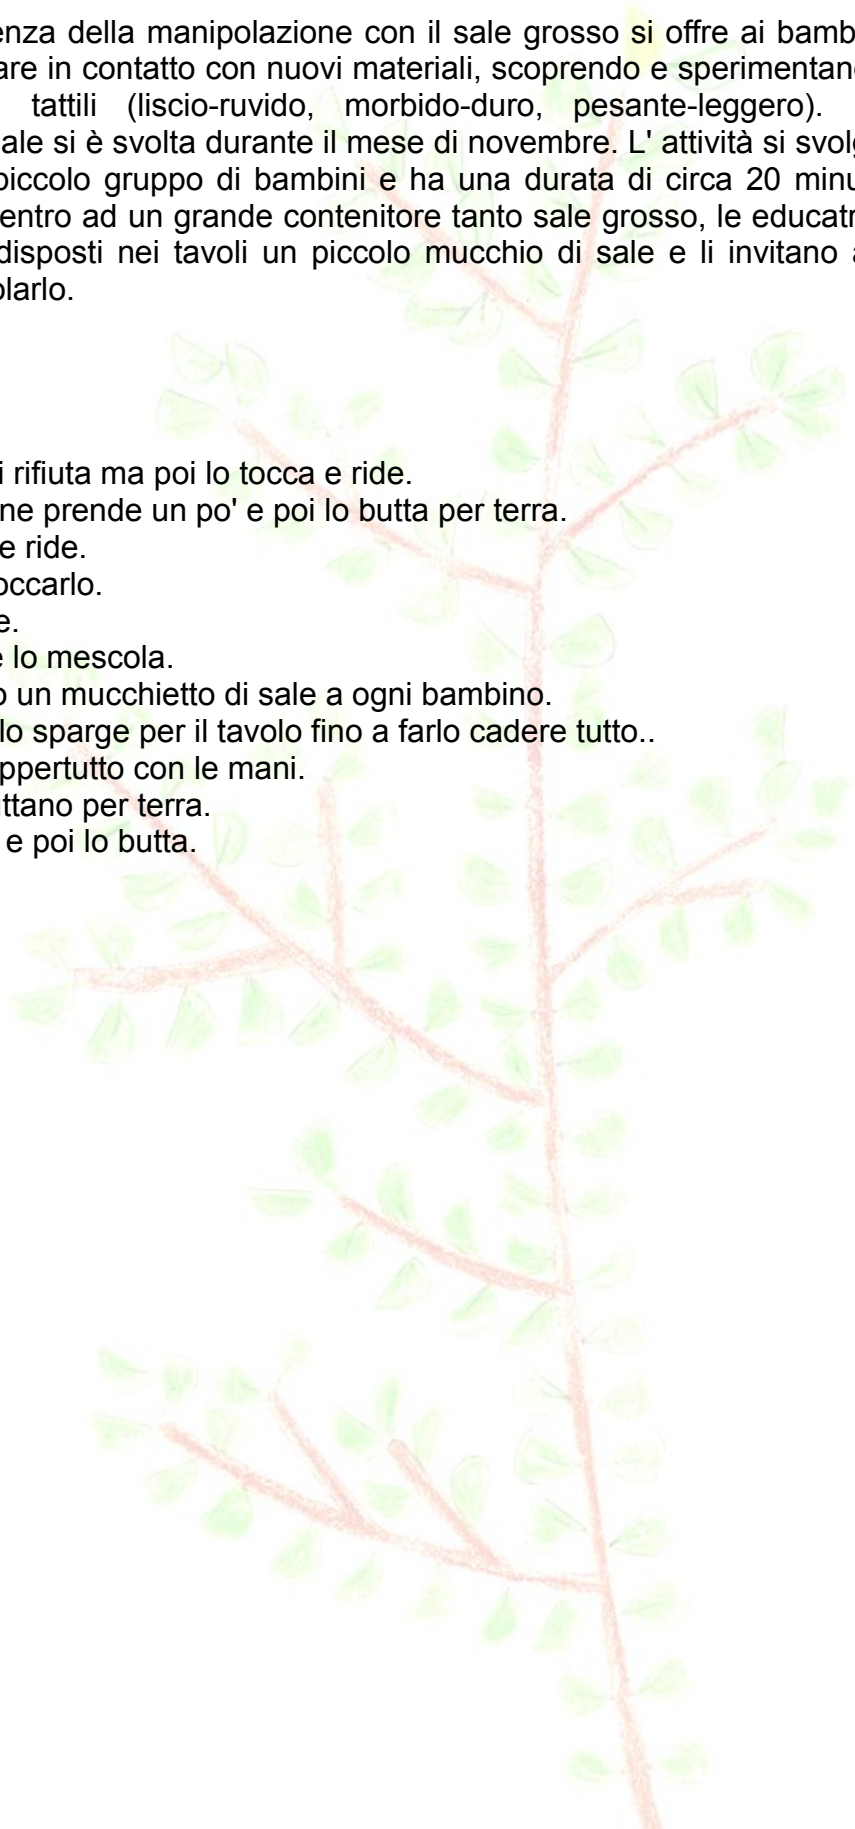 enza della manipolazione con il sale grosso si offre ai bamb
are in contatto con nuovi materiali, scoprendo e sperimentan
tattili (liscio-ruvido, morbido-duro, pesante-leggero).
ale si è svolta durante il mese di novembre. L' attività si svol
piccolo gruppo di bambini e ha una durata di circa 20 minu
entro ad un grande contenitore tanto sale grosso, le educat
disposti nei tavoli un piccolo mucchio di sale e li invitano a
olarlo.
i rifiuta ma poi lo tocca e ride.
ne prende un po' e poi lo butta per terra.
e ride.
occarlo.
e.
e lo mescola.
o un mucchietto di sale a ogni bambino.
lo sparge per il tavolo fino a farlo cadere tutto..
ppertutto con le mani.
ttano per terra.
e poi lo butta.